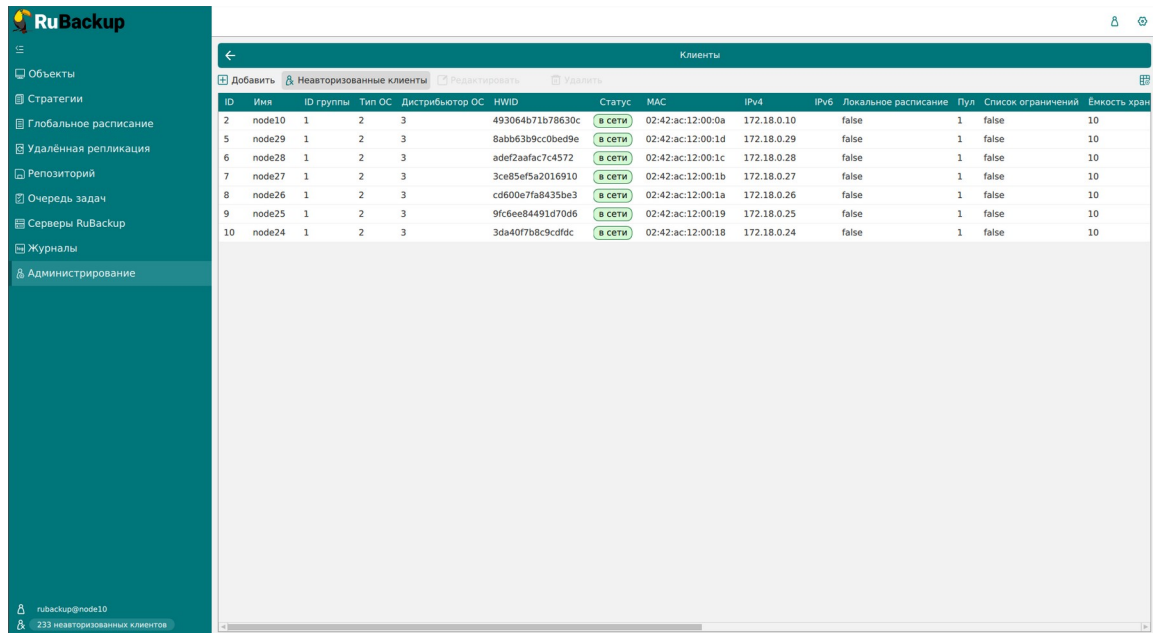 RuBackup
Клиенты
Объекты
Стратегии
Глобальное расписание
Удалённая репликация
Репозиторий
Очередь задач
Серверы RuBackup
Журналы
Администрирование
Добавить Неавторизованные клиенты Редактировать Удалить
ID Имя ID группы Тип ОС Дистрибьютор ОС HWID Статус MAC IPv4 IPv6 Локальное расписание Пул Список ограничений Ёмкость хран
2 node10 1 2 3 493064b71b78630c в сети 02:42:ac:12:00:0a 172.18.0.10 false 1 false 10
5 node29 1 2 3 8abb63b9cc0bed9e в сети 02:42:ac:12:00:1d 172.18.0.29 false 1 false 10
6 node28 1 2 3 adef2aafac7c4572 в сети 02:42:ac:12:00:1c 172.18.0.28 false 1 false 10
7 node27 1 2 3 3ce85ef5a2016910 в сети 02:42:ac:12:00:1b 172.18.0.27 false 1 false 10
8 node26 1 2 3 cd600e7fa8435be3 в сети 02:42:ac:12:00:1a 172.18.0.26 false 1 false 10
9 node25 1 2 3 9fc6ee84491d70d6 в сети 02:42:ac:12:00:19 172.18.0.25 false 1 false 10
10 node24 1 2 3 3da40f7b8c9cdfdc в сети 02:42:ac:12:00:18 172.18.0.24 false 1 false 10
rubackup@node10
233 неавторизованных клиентов